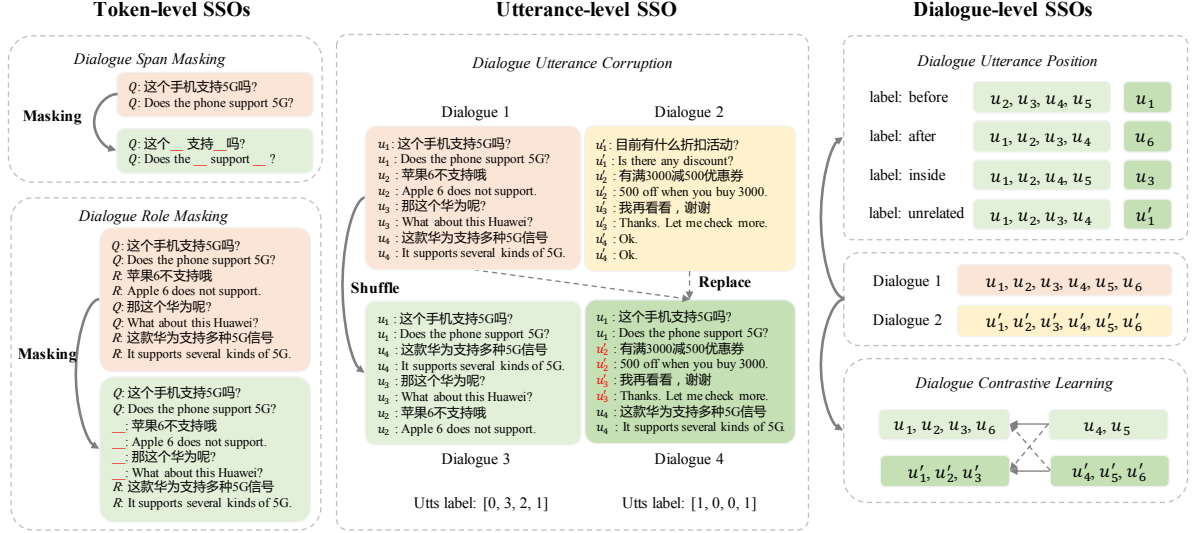 Token-level SSOs
Dialogue Span Masking
Q: 这个手机支持5G吗?
Q: Does the phone support 5G?
Masking
Q: 这个__ 支持__吗?
Q: Does the __ support __ ?
Dialogue Role Masking
Q: 这个手机支持5G吗?
Q: Does the phone support 5G?
R: 苹果6不支持哦
R: Apple 6 does not support.
Q: 那这个华为呢?
Q: What about this Huawei?
R: 这款华为支持多种5G信号
R: It supports several kinds of 5G.
Masking
Q: 这个手机支持5G吗?
Q: Does the phone support 5G?
__: 苹果6不支持哦
__: Apple 6 does not support.
__: 那这个华为呢?
__: What about this Huawei?
R: 这款华为支持多种5G信号
R: It supports several kinds of 5G.
Utterance-level SSO
Dialogue Utterance Corruption
Dialogue 1
u₁: 这个手机支持5G吗?
u₁: Does the phone support 5G?
u₂: 苹果6不支持哦
u₂: Apple 6 does not support.
u₃: 那这个华为呢?
u₃: What about this Huawei?
u₄: 这款华为支持多种5G信号
u₄: It supports several kinds of 5G.
Dialogue 2
u′₁: 目前有什么折扣活动?
u′₁: Is there any discount?
u′₂: 有满3000减500优惠券
u′₂: 500 off when you buy 3000.
u′₃: 我再看看，谢谢
u′₃: Thanks. Let me check more.
u′₄: Ok.
u′₄: Ok.
Shuffle
Replace
u₁: 这个手机支持5G吗?
u₁: Does the phone support 5G?
u₄: 这款华为支持多种5G信号
u₄: It supports several kinds of 5G.
u₃: 那这个华为呢?
u₃: What about this Huawei?
u₂: 苹果6不支持哦
u₂: Apple 6 does not support.
Dialogue 3
Utts label: [0, 3, 2, 1]
u₁: 这个手机支持5G吗?
u₁: Does the phone support 5G?
u′₂: 有满3000减500优惠券
u′₂: 500 off when you buy 3000.
u′₃: 我再看看，谢谢
u′₃: Thanks. Let me check more.
u₄: 这款华为支持多种5G信号
u₄: It supports several kinds of 5G.
Dialogue 4
Utts label: [1, 0, 0, 1]
Dialogue-level SSOs
Dialogue Utterance Position
label: before u₂, u₃, u₄, u₅ u₁
label: after u₁, u₂, u₃, u₄ u₆
label: inside u₁, u₂, u₄, u₅ u₃
label: unrelated u₁, u₂, u₃, u₄ u′₁
Dialogue 1 u₁, u₂, u₃, u₄, u₅, u₆
Dialogue 2 u′₁, u′₂, u′₃, u′₄, u′₅, u′₆
Dialogue Contrastive Learning
u₁, u₂, u₃, u₆ u₄, u₅
u′₁, u′₂, u′₃ u′₄, u′₅, u′₆